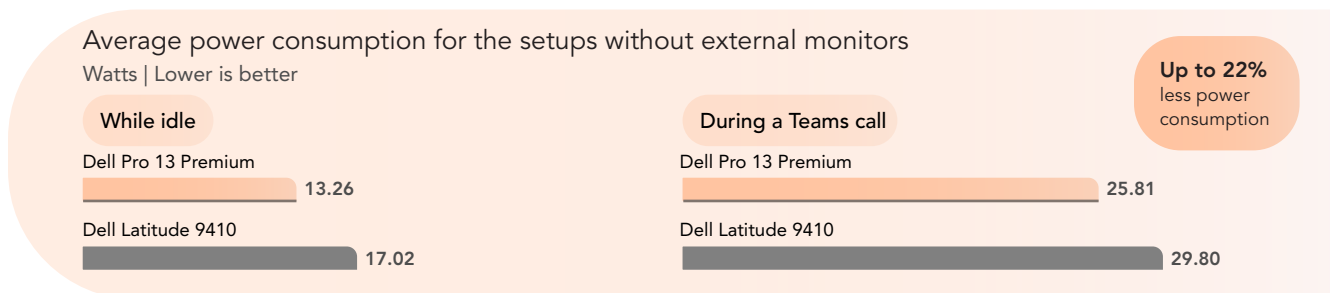 Average power consumption for the setups without external monitors
Watts | Lower is better
Up to 22%
less power
consumption
While idle
Dell Pro 13 Premium
13.26
Dell Latitude 9410
17.02
During a Teams call
Dell Pro 13 Premium
25.81
Dell Latitude 9410
29.80